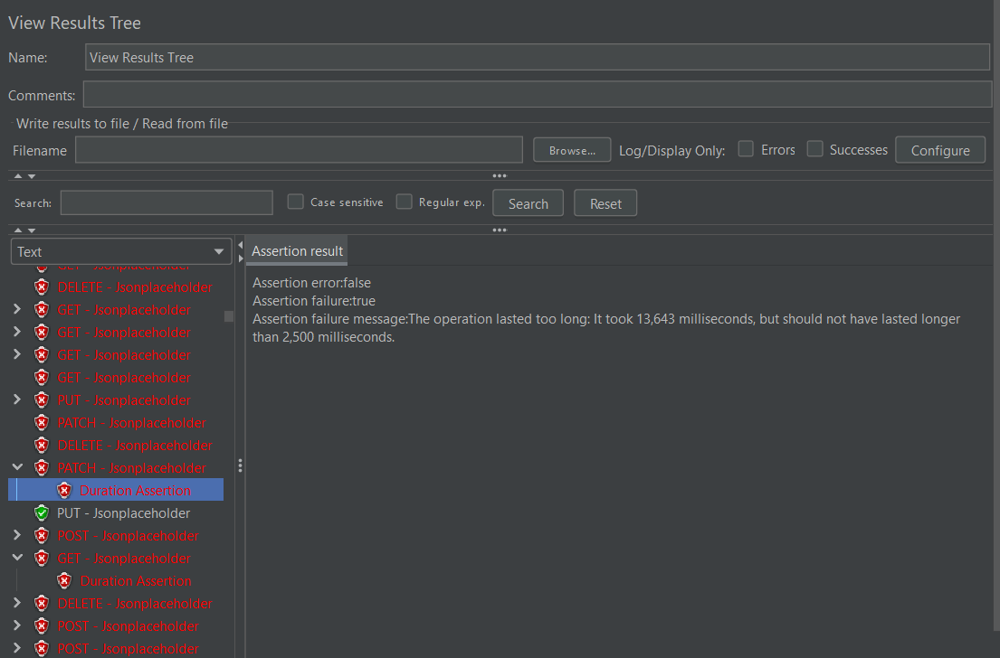 View Results Tree
Name: View Results Tree
Comments:
Write results to file / Read from file
Filename Browse... Log/Display Only: Errors Successes Configure
Search: Case sensitive Regular exp. Search Reset
Text
Assertion result
GET - Jsonplaceholder
DELETE - Jsonplaceholder
GET - Jsonplaceholder
GET - Jsonplaceholder
GET - Jsonplaceholder
GET - Jsonplaceholder
PUT - Jsonplaceholder
PATCH - Jsonplaceholder
DELETE - Jsonplaceholder
PATCH - Jsonplaceholder
Duration Assertion
PUT - Jsonplaceholder
POST - Jsonplaceholder
GET - Jsonplaceholder
Duration Assertion
DELETE - Jsonplaceholder
POST - Jsonplaceholder
POST - Jsonplaceholder
Assertion error:false
Assertion failure:true
Assertion failure message:The operation lasted too long: It took 13,643 milliseconds, but should not have lasted longer
than 2,500 milliseconds.